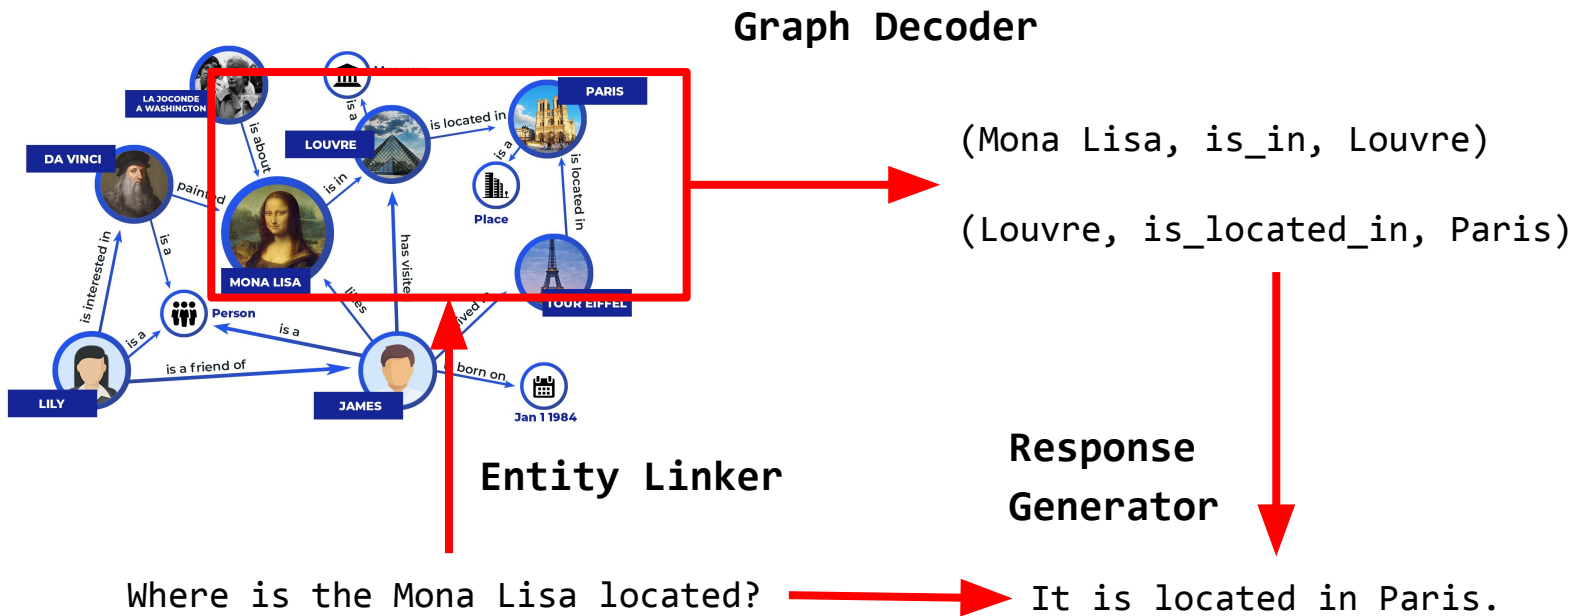 Graph Decoder
LA JOCONDE
A WASHINGTON
is about
is a
is located in
PARIS
LOUVRE
is a
is located in
DA VINCI
painted
is in
Place
(Mona Lisa, is_in, Louvre)
(Louvre, is_located_in, Paris)
is a
has visite
MONA LISA
TOUR EIFFEL
is interested in
Person
likes
is a
is a
is a friend of
born on
LILY
JAMES
Jan 1 1984
Entity Linker
Response
Generator
Where is the Mona Lisa located?
It is located in Paris.